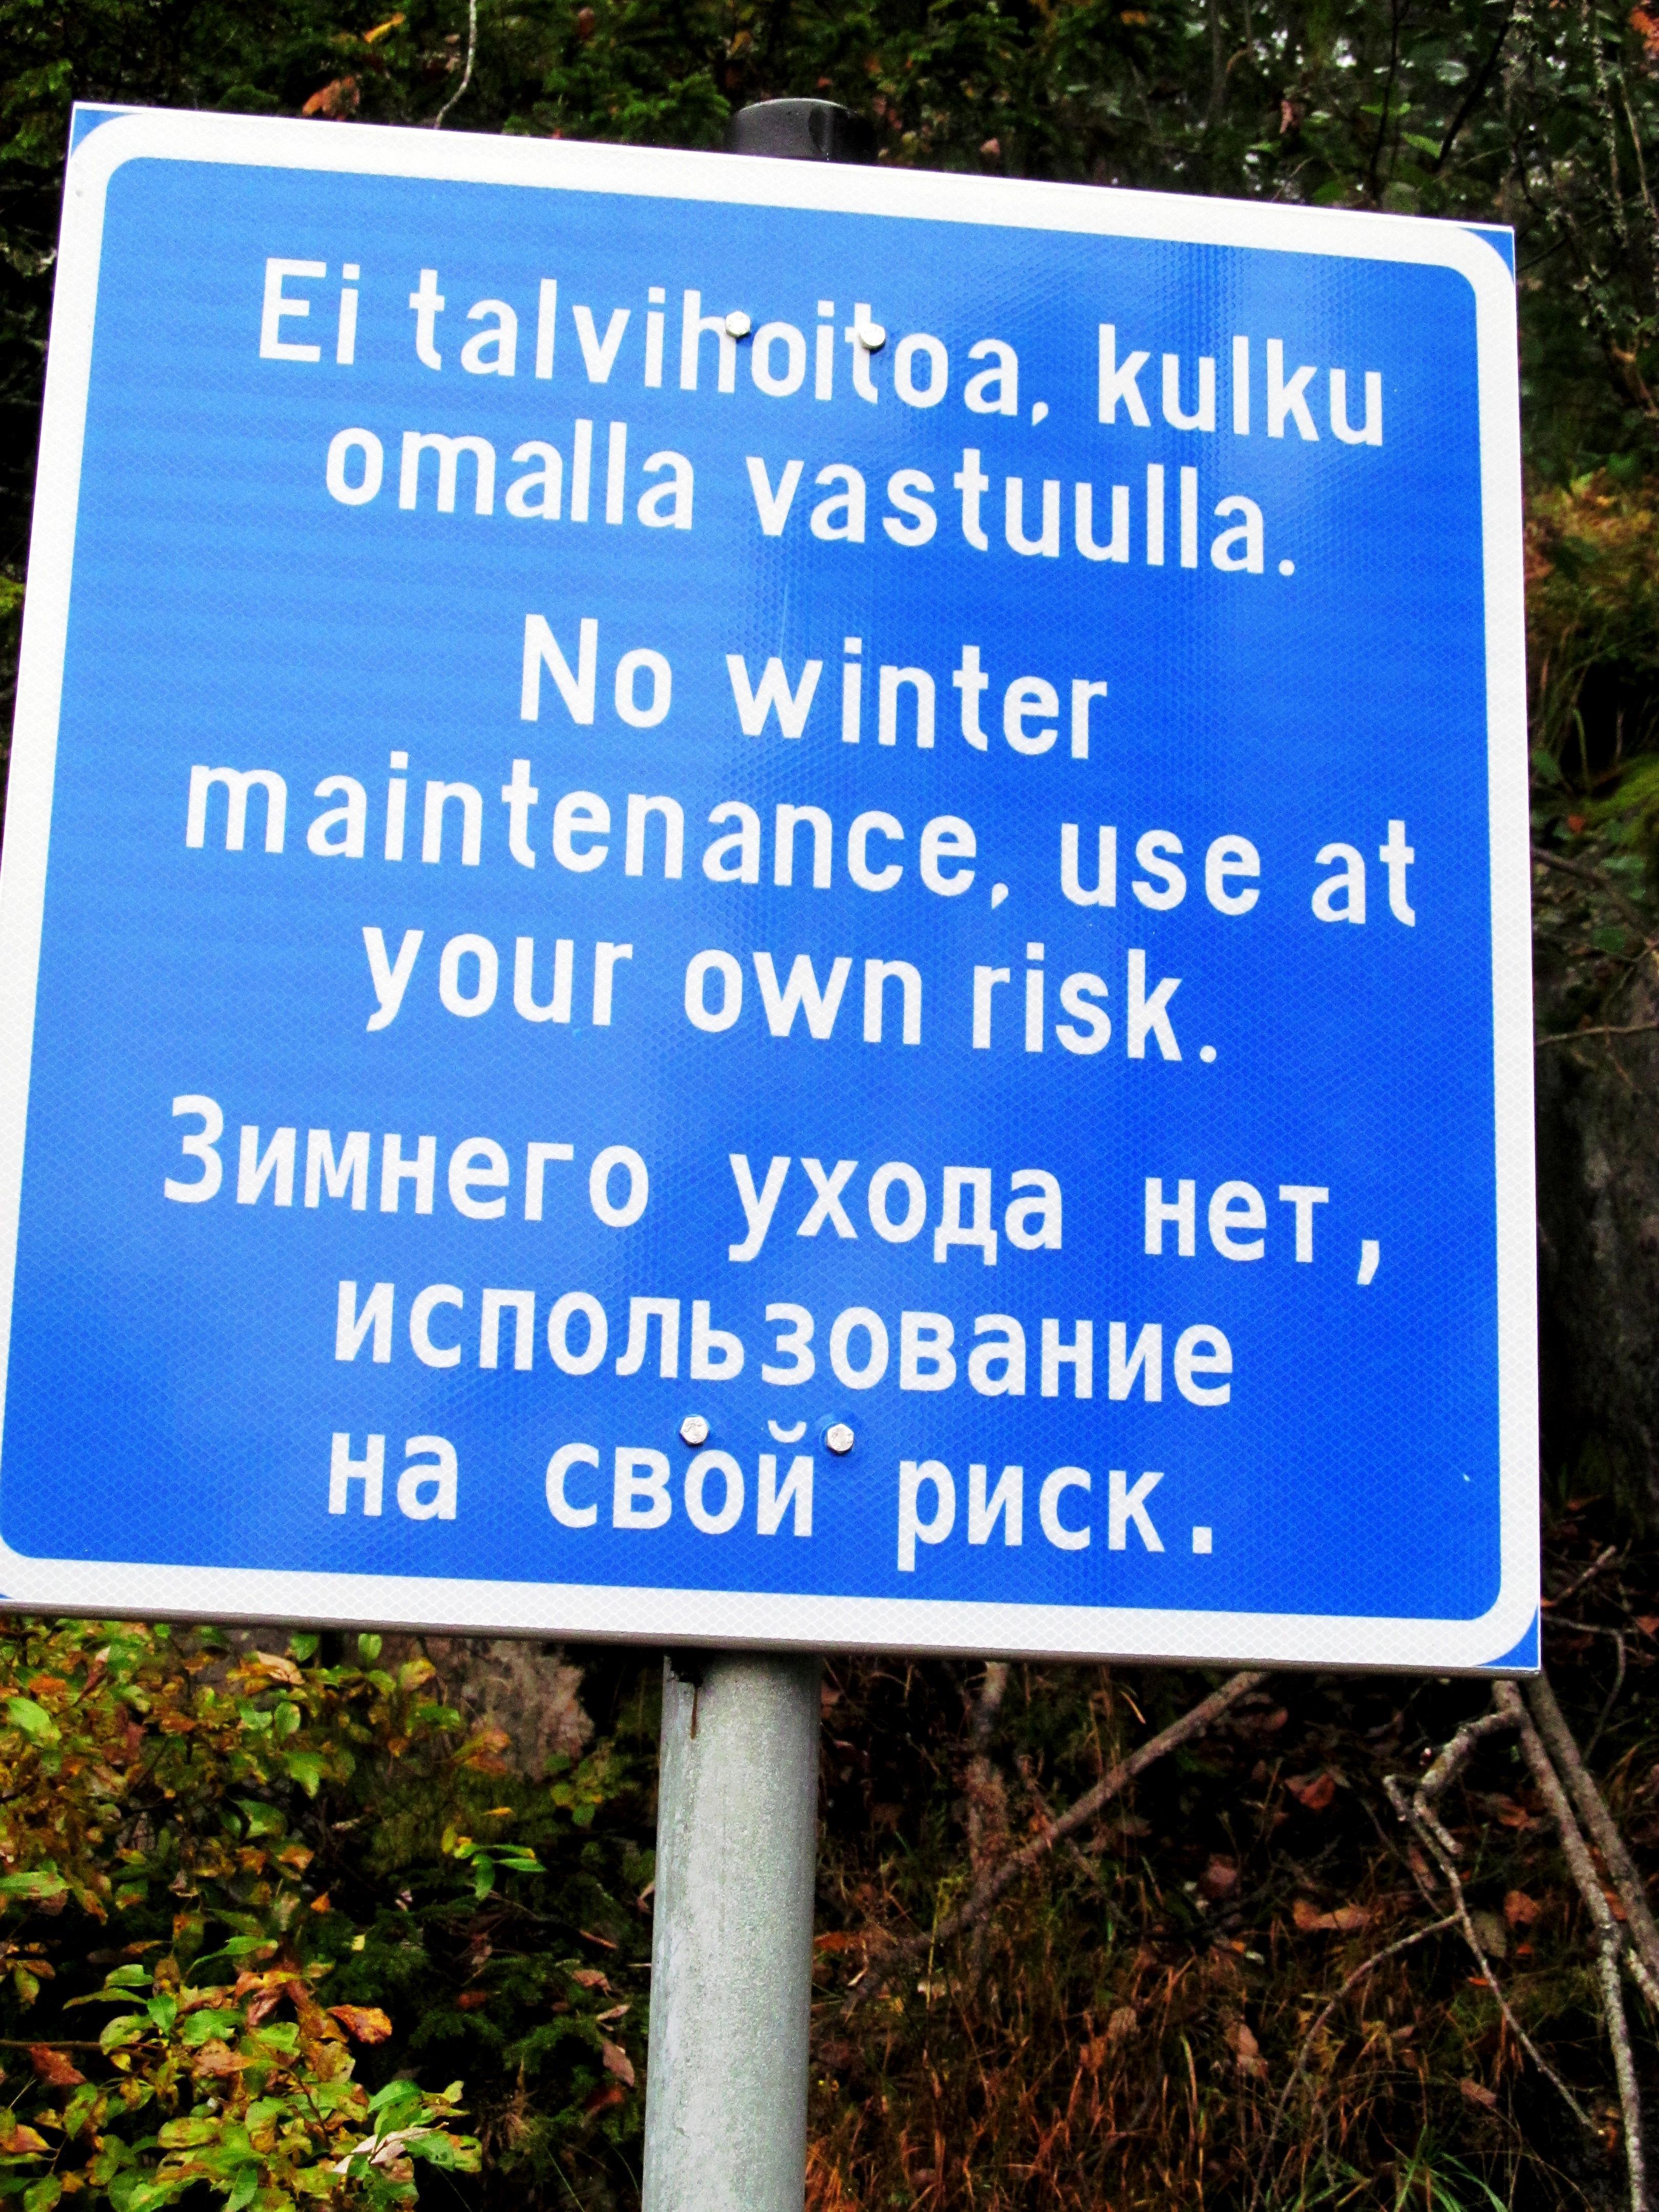 Ei talvihoitoa, kulku
omalla vastuulla.
No winter
maintenance, use at
your own risk.
Зимнего ухода нет,
использование
на свой риск.